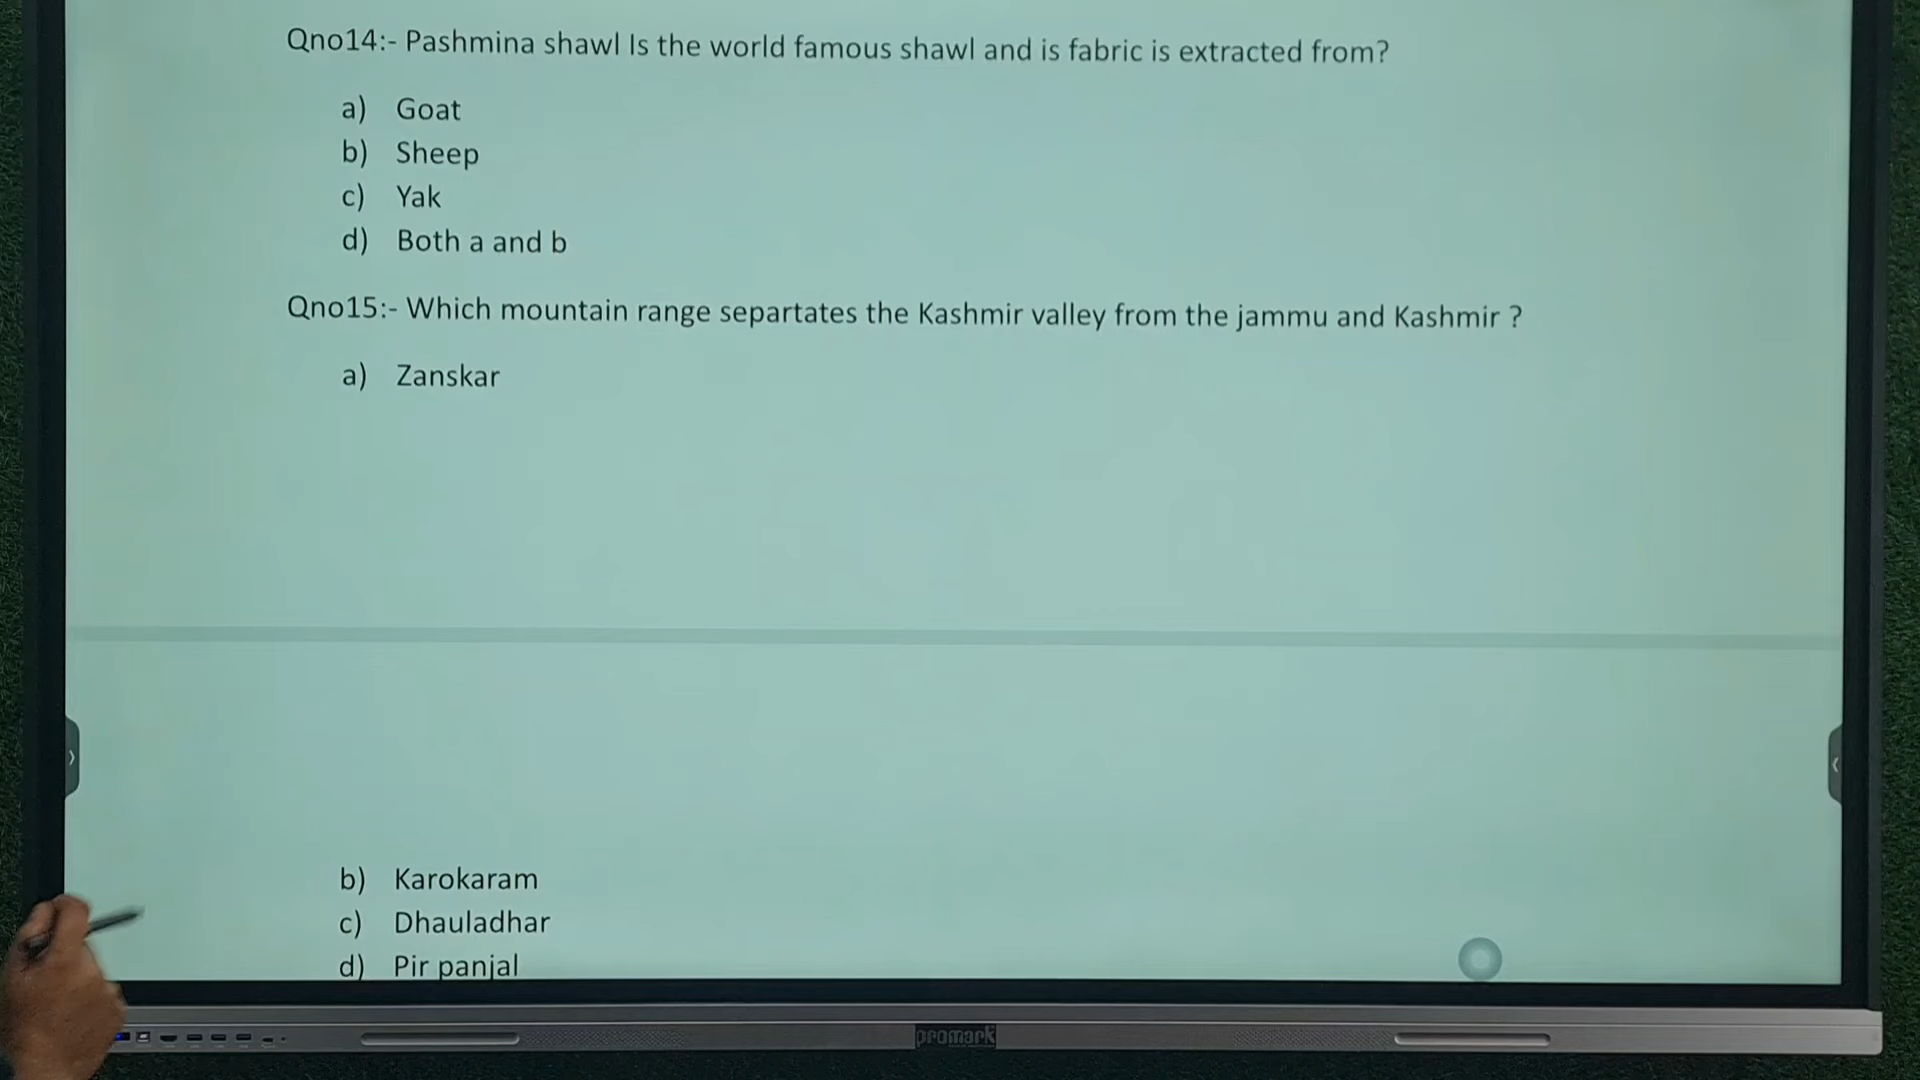 Qno14:- Pashmina shawl Is the world famous shawl and is fabric is extracted from?
a) Goat
b) Sheep
c) Yak
d) Both a and b
Qno15:- Which mountain range separtates the Kashmir valley from the jammu and Kashmir ?
a) Zanskar
b) Karokaram
c) Dhauladhar
d) Pir panjal
promark